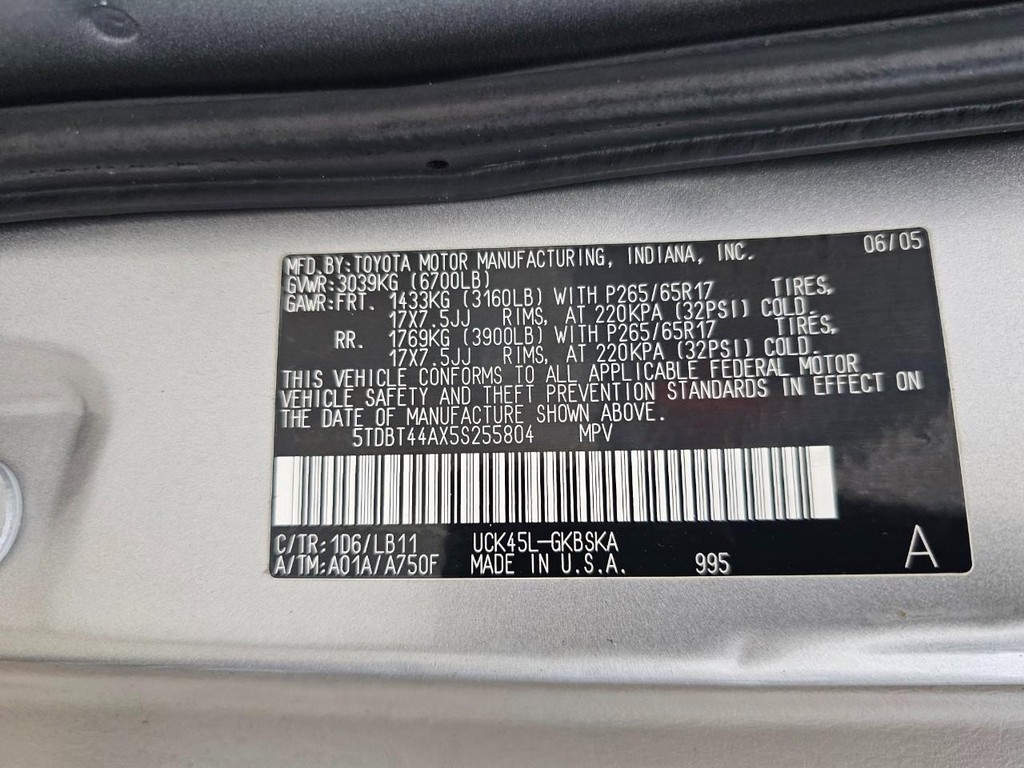 06/05
MFD.BY:TOYOTA MOTOR MANUFACTURING, INDIANA, INC.
GVWR:3039KG (6700LB)
GAWR:FRT. 1433KG (3160LB) WITH P265/65R17 TIRES,
17X7.5JJ RIMS, AT 220KPA (32PSI) COLD.
RR. 1769KG (3900LB) WITH P265/65R17 TIRES,
17X7.5JJ RIMS, AT 220KPA (32PSI) COLD.
THIS VEHICLE CONFORMS TO ALL APPLICABLE FEDERAL MOTOR
VEHICLE SAFETY AND THEFT PREVENTION STANDARDS IN EFFECT ON
THE DATE OF MANUFACTURE SHOWN ABOVE.
5TDBT44AX5S255804 MPV
C/TR:1D6/LB11 UCK45L-GKBSKA
A/TM:A01A/A750F MADE IN U.S.A. 995 A